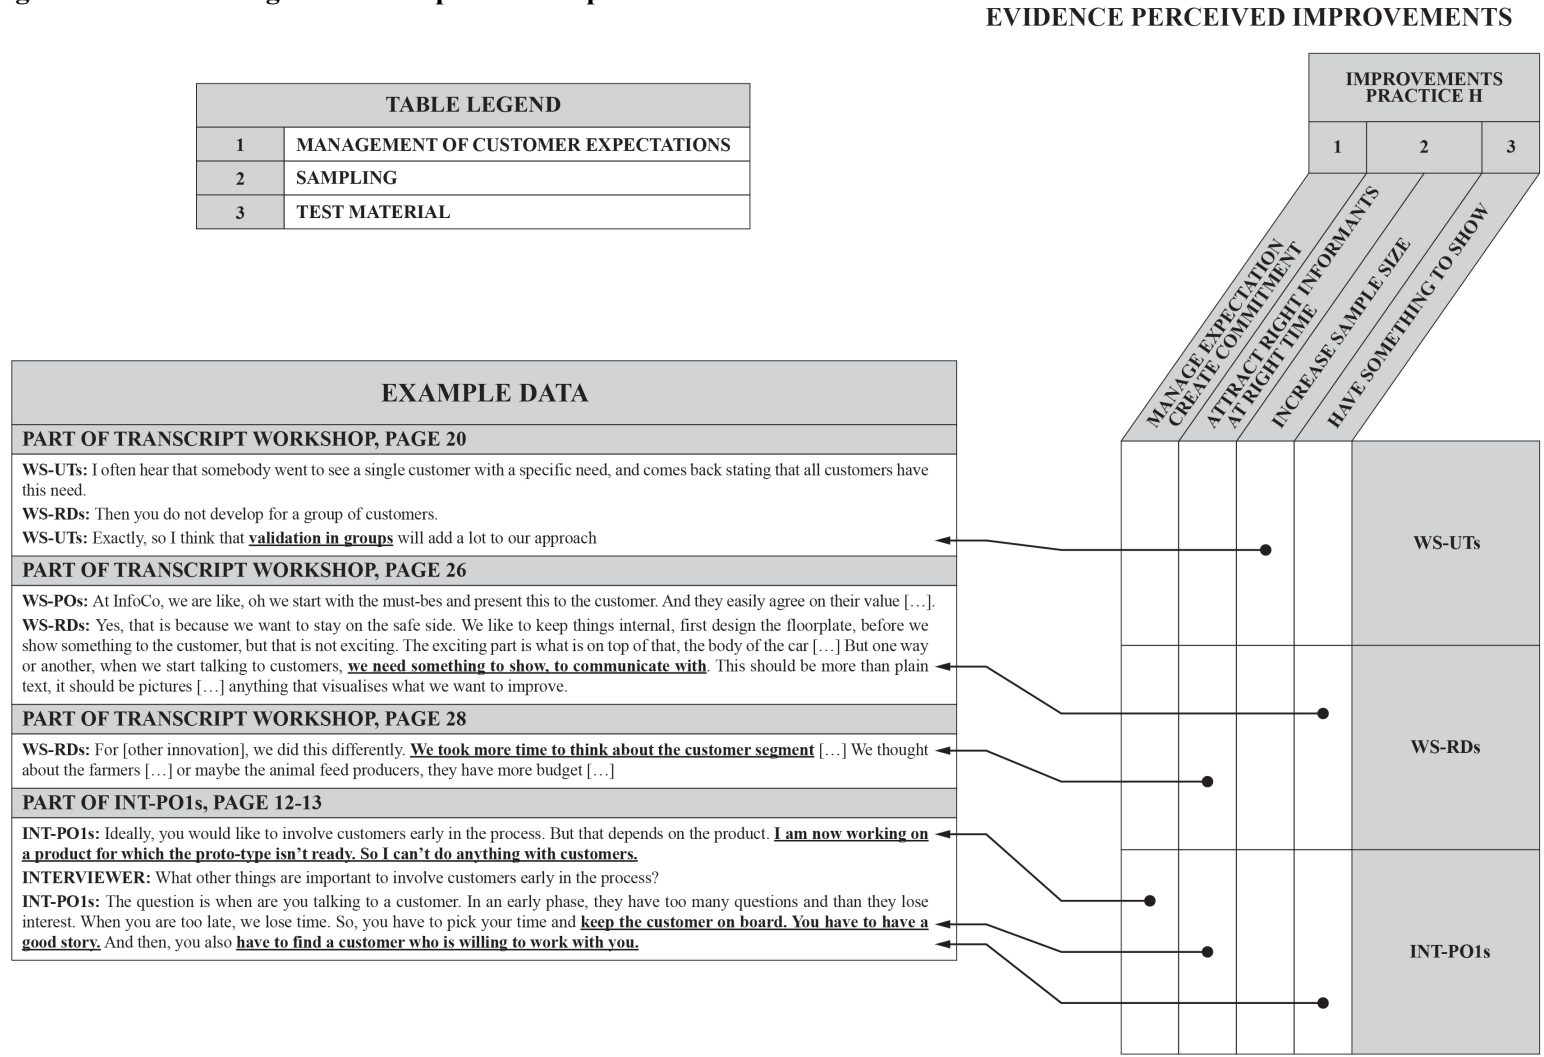 EVIDENCE PERCEIVED IMPROVEMENTS
IMPROVEMENTS
PRACTICE H
1
2
3
TABLE LEGEND
1 MANAGEMENT OF CUSTOMER EXPECTATIONS
2 SAMPLING
3 TEST MATERIAL
MANAGE EXPECTATION
CREATE COMMITMENT
ATTRACT RIGHT INFORMANTS
AT RIGHT TIME
INCREASE SAMPLE SIZE
HAVE SOMETHING TO SHOW
EXAMPLE DATA
PART OF TRANSCRIPT WORKSHOP, PAGE 20
WS-UTs: I often hear that somebody went to see a single customer with a specific need, and comes back stating that all customers have
this need.
WS-RDs: Then you do not develop for a group of customers.
WS-UTs: Exactly, so I think that validation in groups will add a lot to our approach
PART OF TRANSCRIPT WORKSHOP, PAGE 26
WS-POs: At InfoCo, we are like, oh we start with the must-bes and present this to the customer. And they easily agree on their value […].
WS-RDs: Yes, that is because we want to stay on the safe side. We like to keep things internal, first design the floorplate, before we
show something to the customer, but that is not exciting. The exciting part is what is on top of that, the body of the car […] But one way
or another, when we start talking to customers, we need something to show, to communicate with. This should be more than plain
text, it should be pictures […] anything that visualises what we want to improve.
PART OF TRANSCRIPT WORKSHOP, PAGE 28
WS-RDs: For [other innovation], we did this differently. We took more time to think about the customer segment […] We thought
about the farmers […] or maybe the animal feed producers, they have more budget […]
PART OF INT-PO1s, PAGE 12-13
INT-PO1s: Ideally, you would like to involve customers early in the process. But that depends on the product. I am now working on
a product for which the proto-type isn't ready. So I can't do anything with customers.
INTERVIEWER: What other things are important to involve customers early in the process?
INT-PO1s: The question is when are you talking to a customer. In an early phase, they have too many questions and than they lose
interest. When you are too late, we lose time. So, you have to pick your time and keep the customer on board. You have to have a
good story. And then, you also have to find a customer who is willing to work with you.
WS-UTs
WS-RDs
INT-PO1s